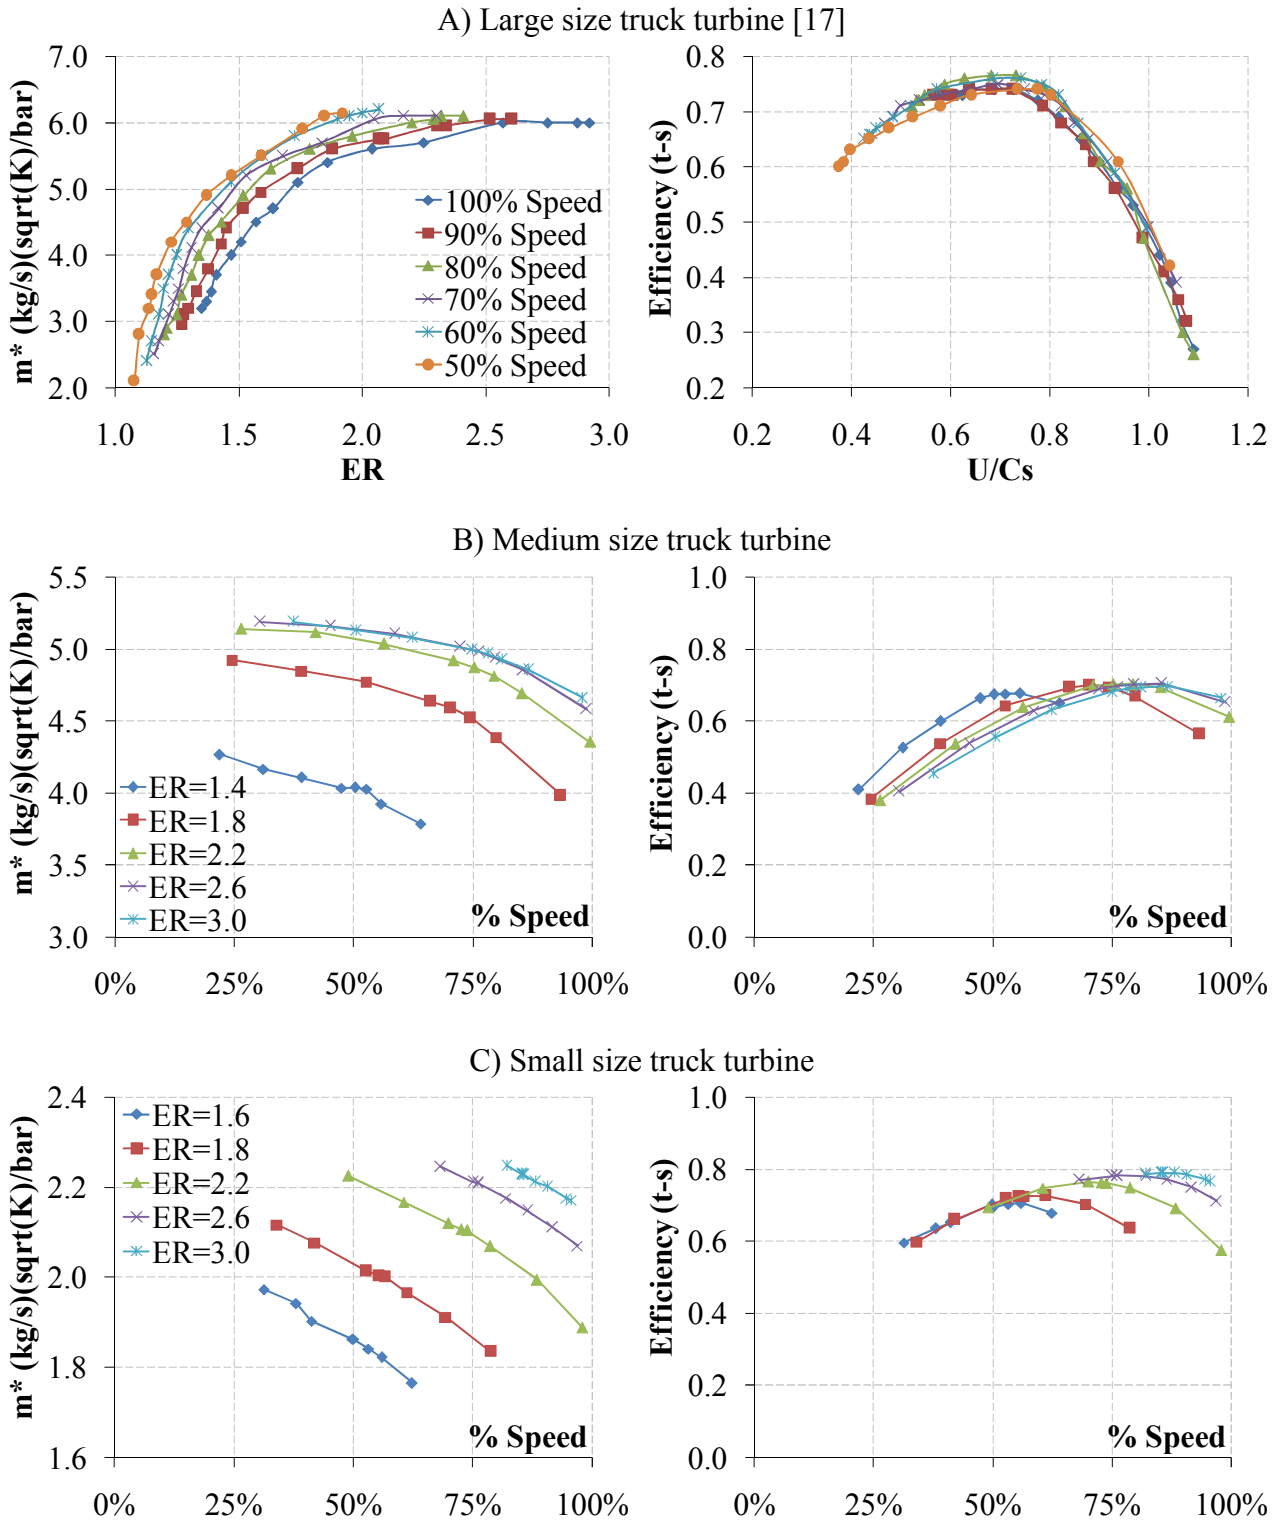 A) Large size truck turbine [17]
m* (kg/s)(sqrt(K)/bar)
7.0
6.0
5.0
4.0
3.0
2.0
1.0 1.5 2.0 2.5 3.0
ER
100% Speed
90% Speed
80% Speed
70% Speed
60% Speed
50% Speed
Efficiency (t-s)
0.8
0.7
0.6
0.5
0.4
0.3
0.2
0.2 0.4 0.6 0.8 1.0 1.2
U/Cs
B) Medium size truck turbine
m* (kg/s)(sqrt(K)/bar)
5.5
5.0
4.5
4.0
3.5
3.0
ER=1.4
ER=1.8
ER=2.2
ER=2.6
ER=3.0
% Speed
0% 25% 50% 75% 100%
Efficiency (t-s)
1.0
0.8
0.6
0.4
0.2
0.0
% Speed
0% 25% 50% 75% 100%
C) Small size truck turbine
m* (kg/s)(sqrt(K)/bar)
2.4
2.2
2.0
1.8
1.6
ER=1.6
ER=1.8
ER=2.2
ER=2.6
ER=3.0
% Speed
0% 25% 50% 75% 100%
Efficiency (t-s)
1.0
0.8
0.6
0.4
0.2
0.0
% Speed
0% 25% 50% 75% 100%